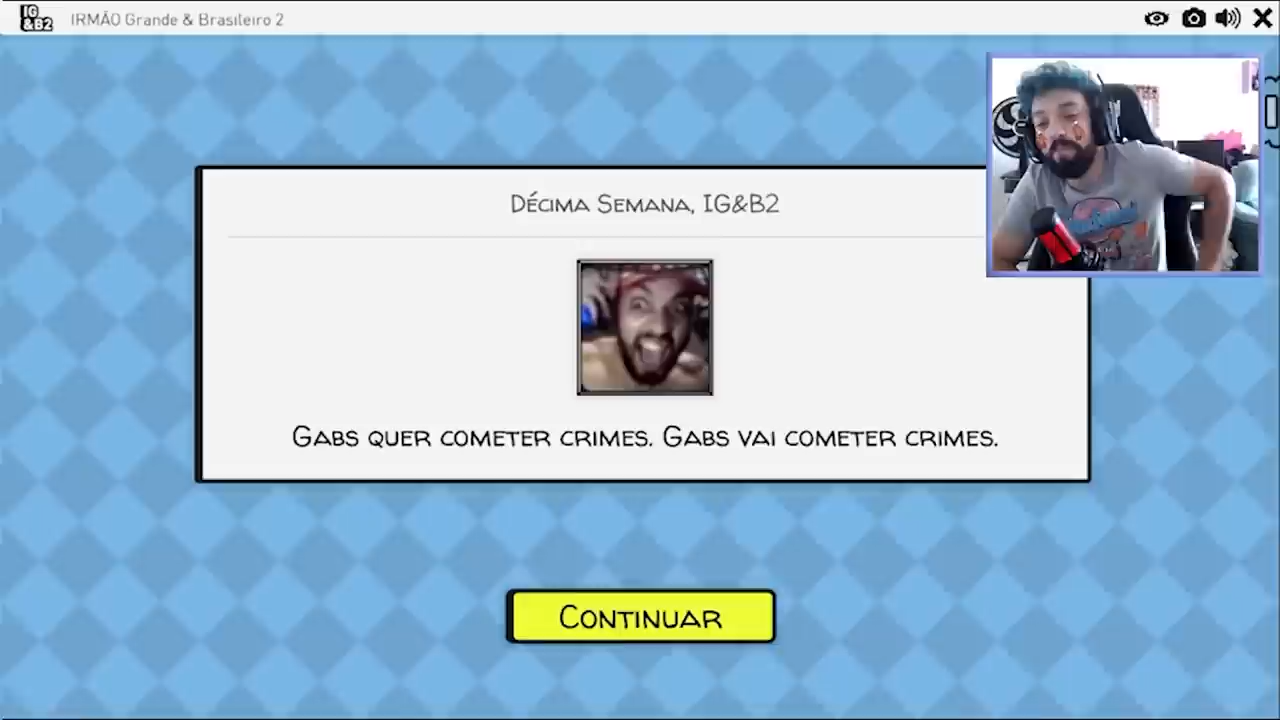 IG
&B2
IRMÃO Grande & Brasileiro 2
Décima Semana, IG&B2
Gabs quer cometer crimes. Gabs vai cometer crimes.
Continuar